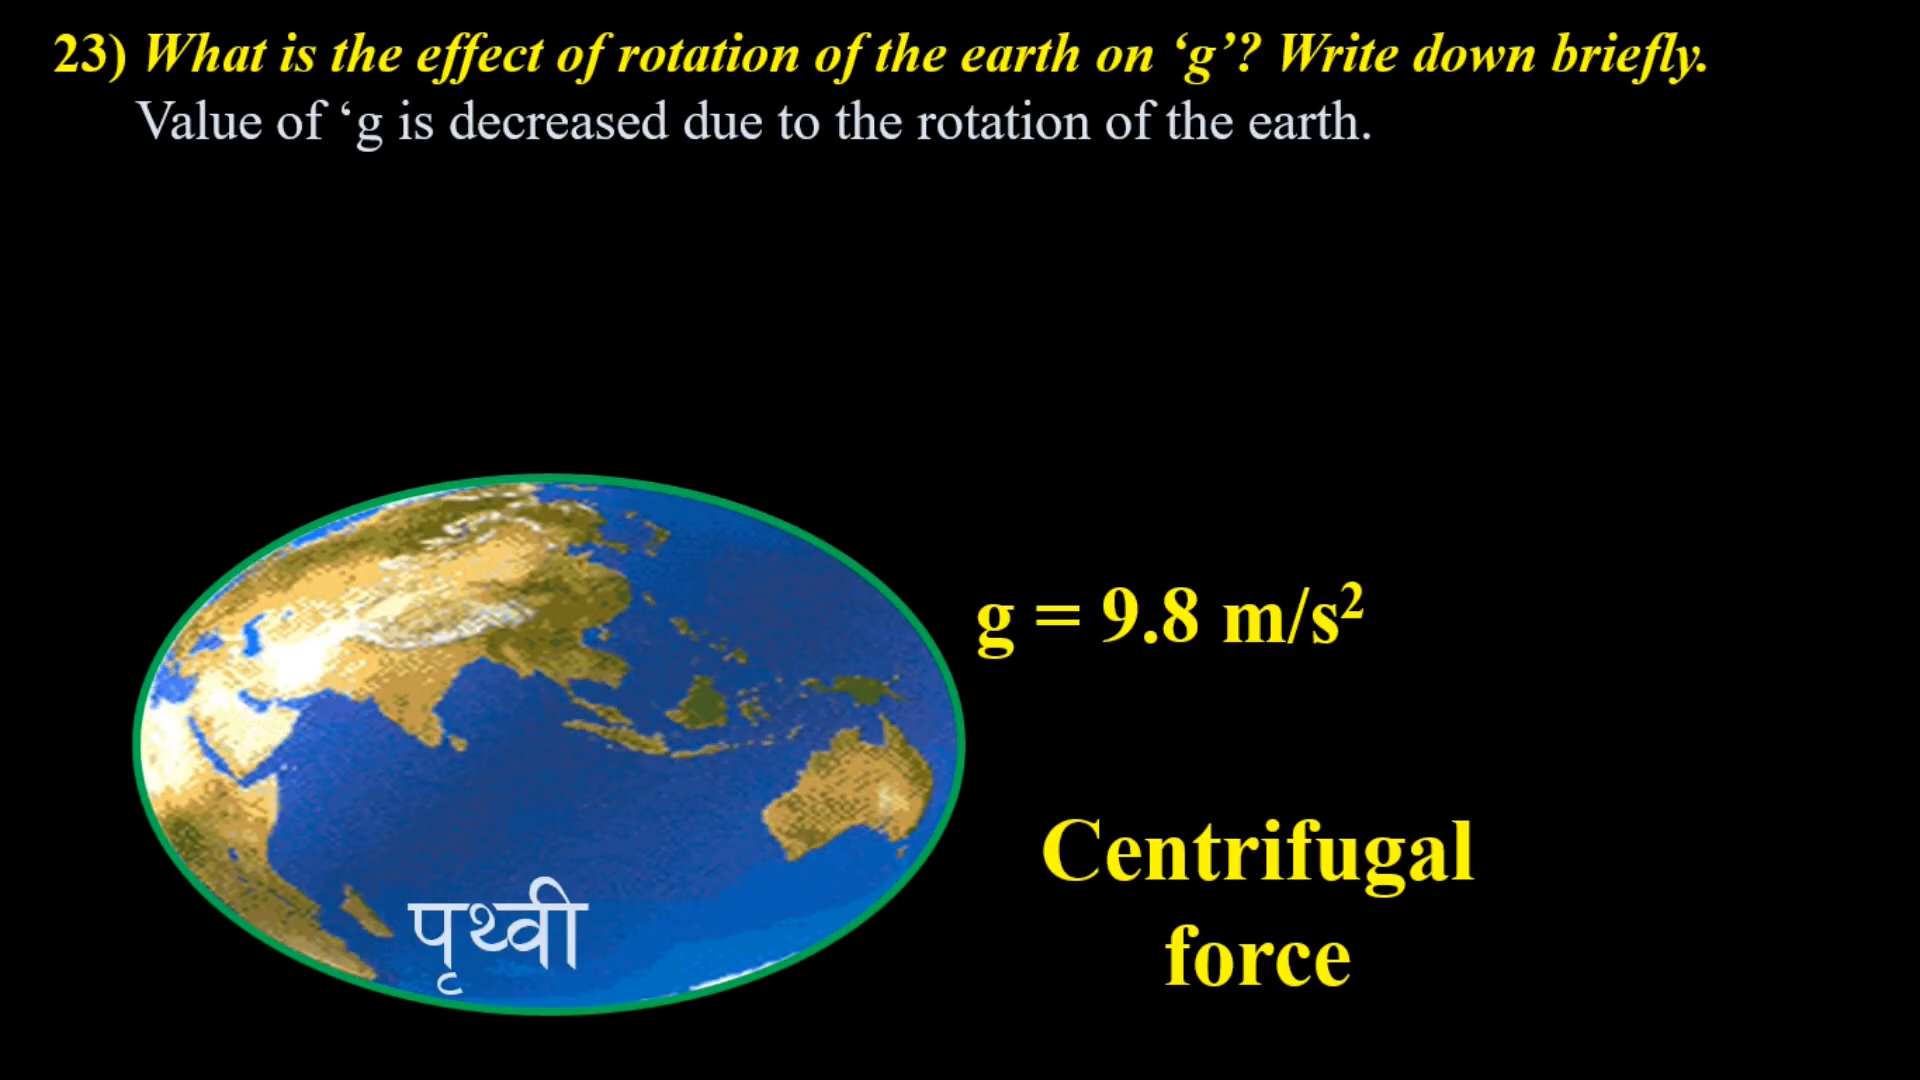 23) What is the effect of rotation of the earth on ‘g’? Write down briefly.
Value of ‘g is decreased due to the rotation of the earth.
g = 9.8 m/s²
Centrifugal
force
पृथ्वी